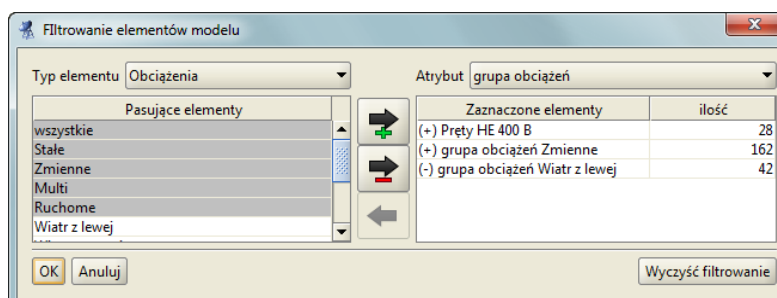 FIltrowanie elementów modelu
Typ elementu Obciążenia Atrybut grupa obciążeń
Pasujące elementy Zaznaczone elementy ilość
wszystkie (+) Pręty HE 400 B 28
Stałe (+) grupa obciążeń Zmienne 162
Zmienne (-) grupa obciążeń Wiatr z lewej 42
Multi
Ruchome
Wiatr z lewej
OK Anuluj Wyczyść filtrowanie